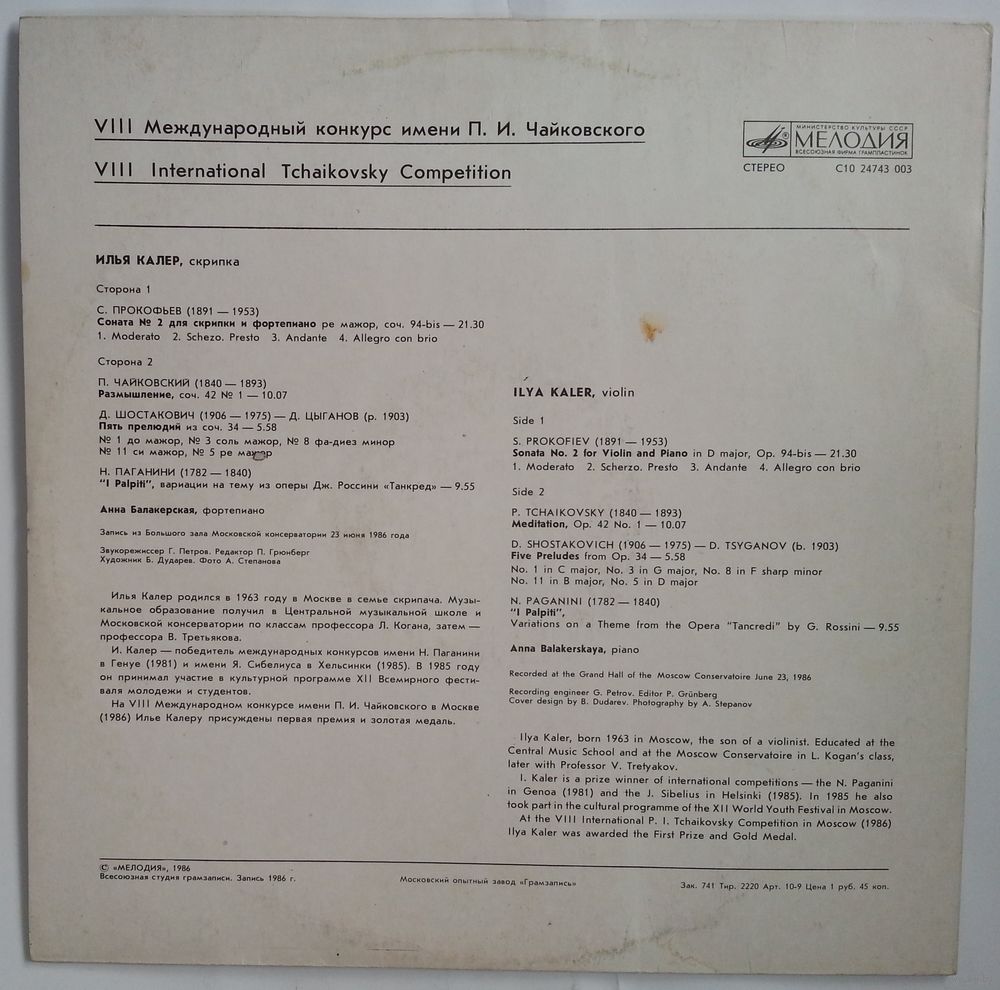 VIII Международный конкурс имени П. И. Чайковского
VIII International Tchaikovsky Competition
МИНИСТЕРСТВО КУЛЬТУРЫ СССР
МЕЛОДИЯ
ВСЕСОЮЗНАЯ ФИРМА ГРАМПЛАСТИНОК
СТЕРЕО С10 24743 003
ИЛЬЯ КАЛЕР, скрипка
Сторона 1
С. ПРОКОФЬЕВ (1891 — 1953)
Соната № 2 для скрипки и фортепиано ре мажор, соч. 94-bis — 21.30
1. Moderato 2. Schezo. Presto 3. Andante 4. Allegro con brio
Сторона 2
П. ЧАЙКОВСКИЙ (1840 — 1893)
Размышление, соч. 42 № 1 — 10.07
Д. ШОСТАКОВИЧ (1906 — 1975) — Д. ЦЫГАНОВ (р. 1903)
Пять прелюдий из соч. 34 — 5.58
№ 1 до мажор, № 3 соль мажор, № 8 фа-диез минор
№ 11 си мажор, № 5 ре мажор
Н. ПАГАНИНИ (1782 — 1840)
"I Palpiti", вариации на тему из оперы Дж. Россини «Танкред» — 9.55
Анна Балакерская, фортепиано
Запись из Большого зала Московской консерватории 23 июня 1986 года
Звукорежиссер Г. Петров. Редактор П. Грюнберг
Художник Б. Дударев. Фото А. Степанова
Илья Калер родился в 1963 году в Москве в семье скрипача. Музы-
кальное образование получил в Центральной музыкальной школе и
Московской консерватории по классам профессора Л. Когана, затем —
профессора В. Третьякова.
И. Калер — победитель международных конкурсов имени Н. Паганини
в Генуе (1981) и имени Я. Сибелиуса в Хельсинки (1985). В 1985 году
он принимал участие в культурной программе XII Всемирного фести-
валя молодежи и студентов.
На VIII Международном конкурсе имени П. И. Чайковского в Москве
(1986) Илье Калеру присуждены первая премия и золотая медаль.
ILYA KALER, violin
Side 1
S. PROKOFIEV (1891 — 1953)
Sonata No. 2 for Violin and Piano in D major, Op. 94-bis — 21.30
1. Moderato 2. Scherzo. Presto 3. Andante 4. Allegro con brio
Side 2
P. TCHAIKOVSKY (1840 — 1893)
Meditation, Op. 42 No. 1 — 10.07
D. SHOSTAKOVICH (1906 — 1975) — D. TSYGANOV (b. 1903)
Five Preludes from Op. 34 — 5.58
No. 1 in C major, No. 3 in G major, No. 8 in F sharp minor
No. 11 in B major, No. 5 in D major
N. PAGANINI (1782 — 1840)
"I Palpiti",
Variations on a Theme from the Opera "Tancredi" by G. Rossini — 9.55
Anna Balakerskaya, piano
Recorded at the Grand Hall of the Moscow Conservatoire June 23, 1986
Recording engineer G. Petrov. Editor P. Grünberg
Cover design by B. Dudarev. Photography by A. Stepanov
Ilya Kaler, born 1963 in Moscow, the son of a violinist. Educated at the
Central Music School and at the Moscow Conservatoire in L. Kogan's class,
later with Professor V. Tretyakov.
I. Kaler is a prize winner of international competitions — the N. Paganini
in Genoa (1981) and the J. Sibelius in Helsinki (1985). In 1985 he also
took part in the cultural programme of the XII World Youth Festival in Moscow.
At the VIII International P. I. Tchaikovsky Competition in Moscow (1986)
Ilya Kaler was awarded the First Prize and Gold Medal.
© «МЕЛОДИЯ», 1986
Всесоюзная студия грамзаписи. Запись 1986 г.
Московский опытный завод «Грамзапись»
Зак. 741 Тир. 2220 Арт. 10-9 Цена 1 руб. 45 коп.